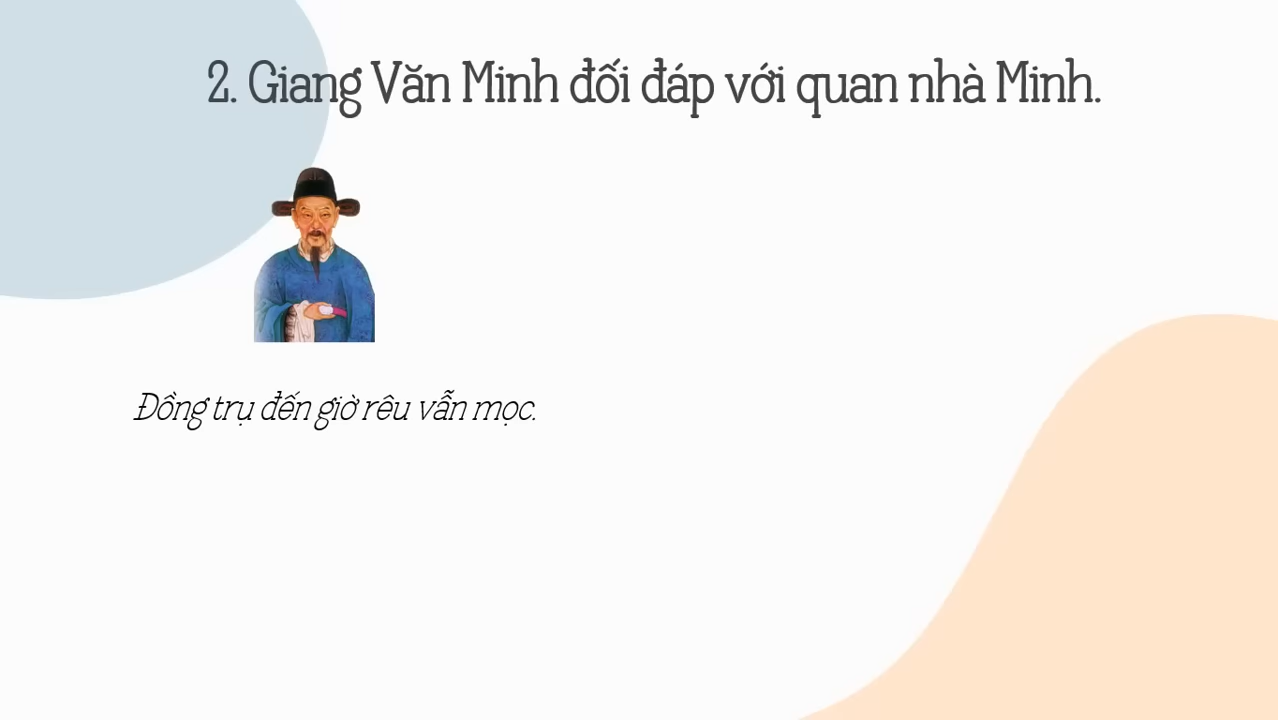 2. Giang Văn Minh đối đáp với quan nhà Minh.
Đồng trụ đến giờ rêu vẫn mọc.